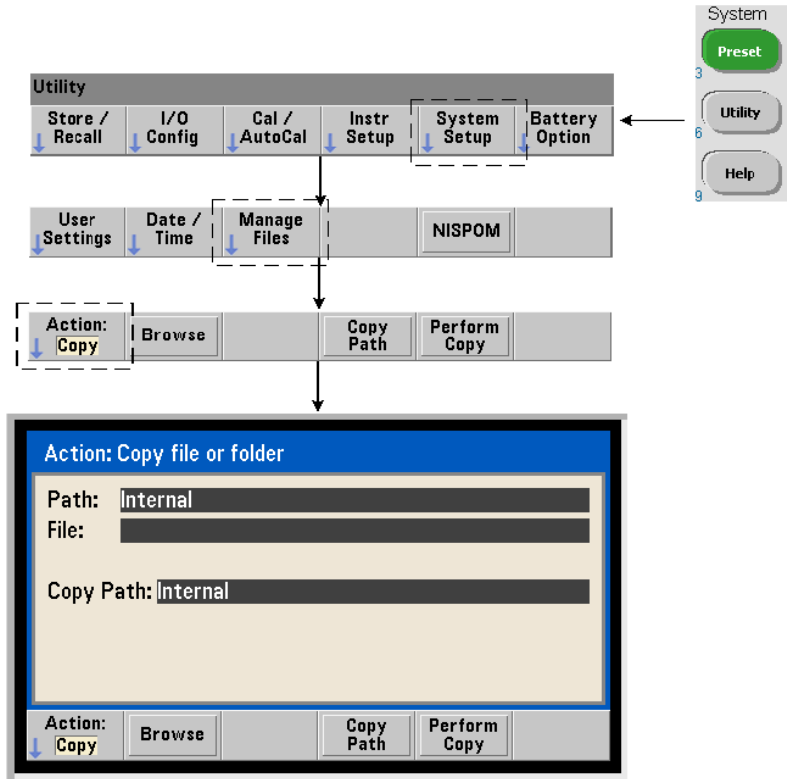 System
Preset
3
Utility
6
Help
9
Utility
Store /
Recall
I/O
Config
Cal /
AutoCal
Instr
Setup
System
Setup
Battery
Option
User
Settings
Date /
Time
Manage
Files
NISPOM
Action:
Copy
Browse
Copy
Path
Perform
Copy
Action: Copy file or folder
Path: Internal
File:
Copy Path: Internal
Action:
Copy
Browse
Copy
Path
Perform
Copy